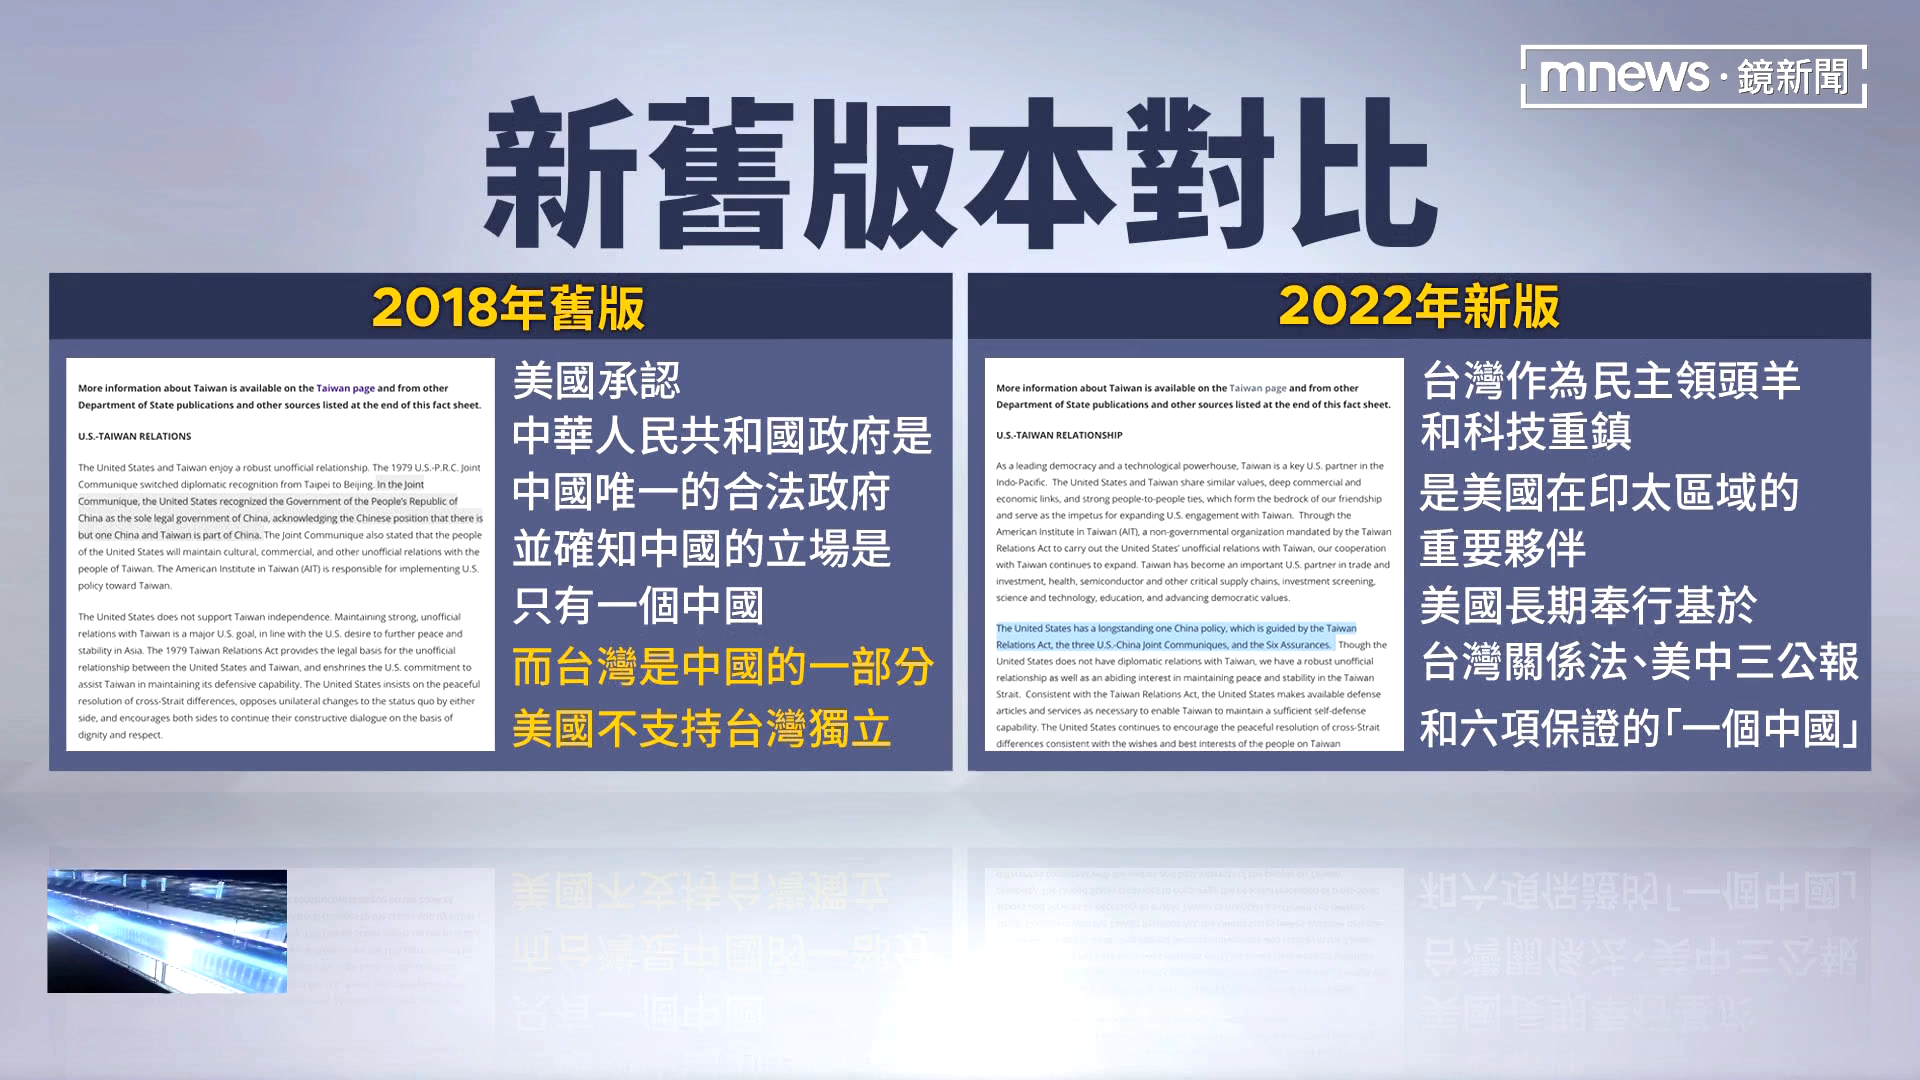 mnews·鏡新聞
新舊版本對比
2018年舊版
More information about Taiwan is available on the Taiwan page and from other
Department of State publications and other sources listed at the end of this fact sheet.
U.S.-TAIWAN RELATIONS
The United States and Taiwan enjoy a robust unofficial relationship. The 1979 U.S.-P.R.C. Joint
Communique switched diplomatic recognition from Taipei to Beijing. In the Joint
Communique, the United States recognized the Government of the People's Republic of
China as the sole legal government of China, acknowledging the Chinese position that there is
but one China and Taiwan is part of China. The Joint Communique also stated that the people
of the United States will maintain cultural, commercial, and other unofficial relations with the
people of Taiwan. The American Institute in Taiwan (AIT) is responsible for implementing U.S.
policy toward Taiwan.
The United States does not support Taiwan independence. Maintaining strong, unofficial
relations with Taiwan is a major U.S. goal, in line with the U.S. desire to further peace and
stability in Asia. The 1979 Taiwan Relations Act provides the legal basis for the unofficial
relationship between the United States and Taiwan, and enshrines the U.S. commitment to
assist Taiwan in maintaining its defensive capability. The United States insists on the peaceful
resolution of cross-Strait differences, opposes unilateral changes to the status quo by either
side, and encourages both sides to continue their constructive dialogue on the basis of
dignity and respect.
美國承認
中華人民共和國政府是
中國唯一的合法政府
並確知中國的立場是
只有一個中國
而台灣是中國的一部分
美國不支持台灣獨立
2022年新版
More information about Taiwan is available on the Taiwan page and from other
Department of State publications and other sources listed at the end of this fact sheet.
U.S.-TAIWAN RELATIONSHIP
As a leading democracy and a technological powerhouse, Taiwan is a key U.S. partner in the
Indo-Pacific. The United States and Taiwan share similar values, deep commercial and
economic links, and strong people-to-people ties, which form the bedrock of our friendship
and serve as the impetus for expanding U.S. engagement with Taiwan. Through the
American Institute in Taiwan (AIT), a non-governmental organization mandated by the Taiwan
Relations Act to carry out the United States' unofficial relations with Taiwan, our cooperation
with Taiwan continues to expand. Taiwan has become an important U.S. partner in trade and
investment, health, semiconductor and other critical supply chains, investment screening,
science and technology, education, and advancing democratic values.
The United States has a longstanding one China policy, which is guided by the Taiwan
Relations Act, the three U.S.-China Joint Communiques, and the Six Assurances. Though the
United States does not have diplomatic relations with Taiwan, we have a robust unofficial
relationship as well as an abiding interest in maintaining peace and stability in the Taiwan
Strait. Consistent with the Taiwan Relations Act, the United States makes available defense
articles and services as necessary to enable Taiwan to maintain a sufficient self-defense
capability. The United States continues to encourage the peaceful resolution of cross-Strait
differences consistent with the wishes and best interests of the people on Taiwan
台灣作為民主領頭羊
和科技重鎮
是美國在印太區域的
重要夥伴
美國長期奉行基於
台灣關係法、美中三公報
和六項保證的「一個中國」